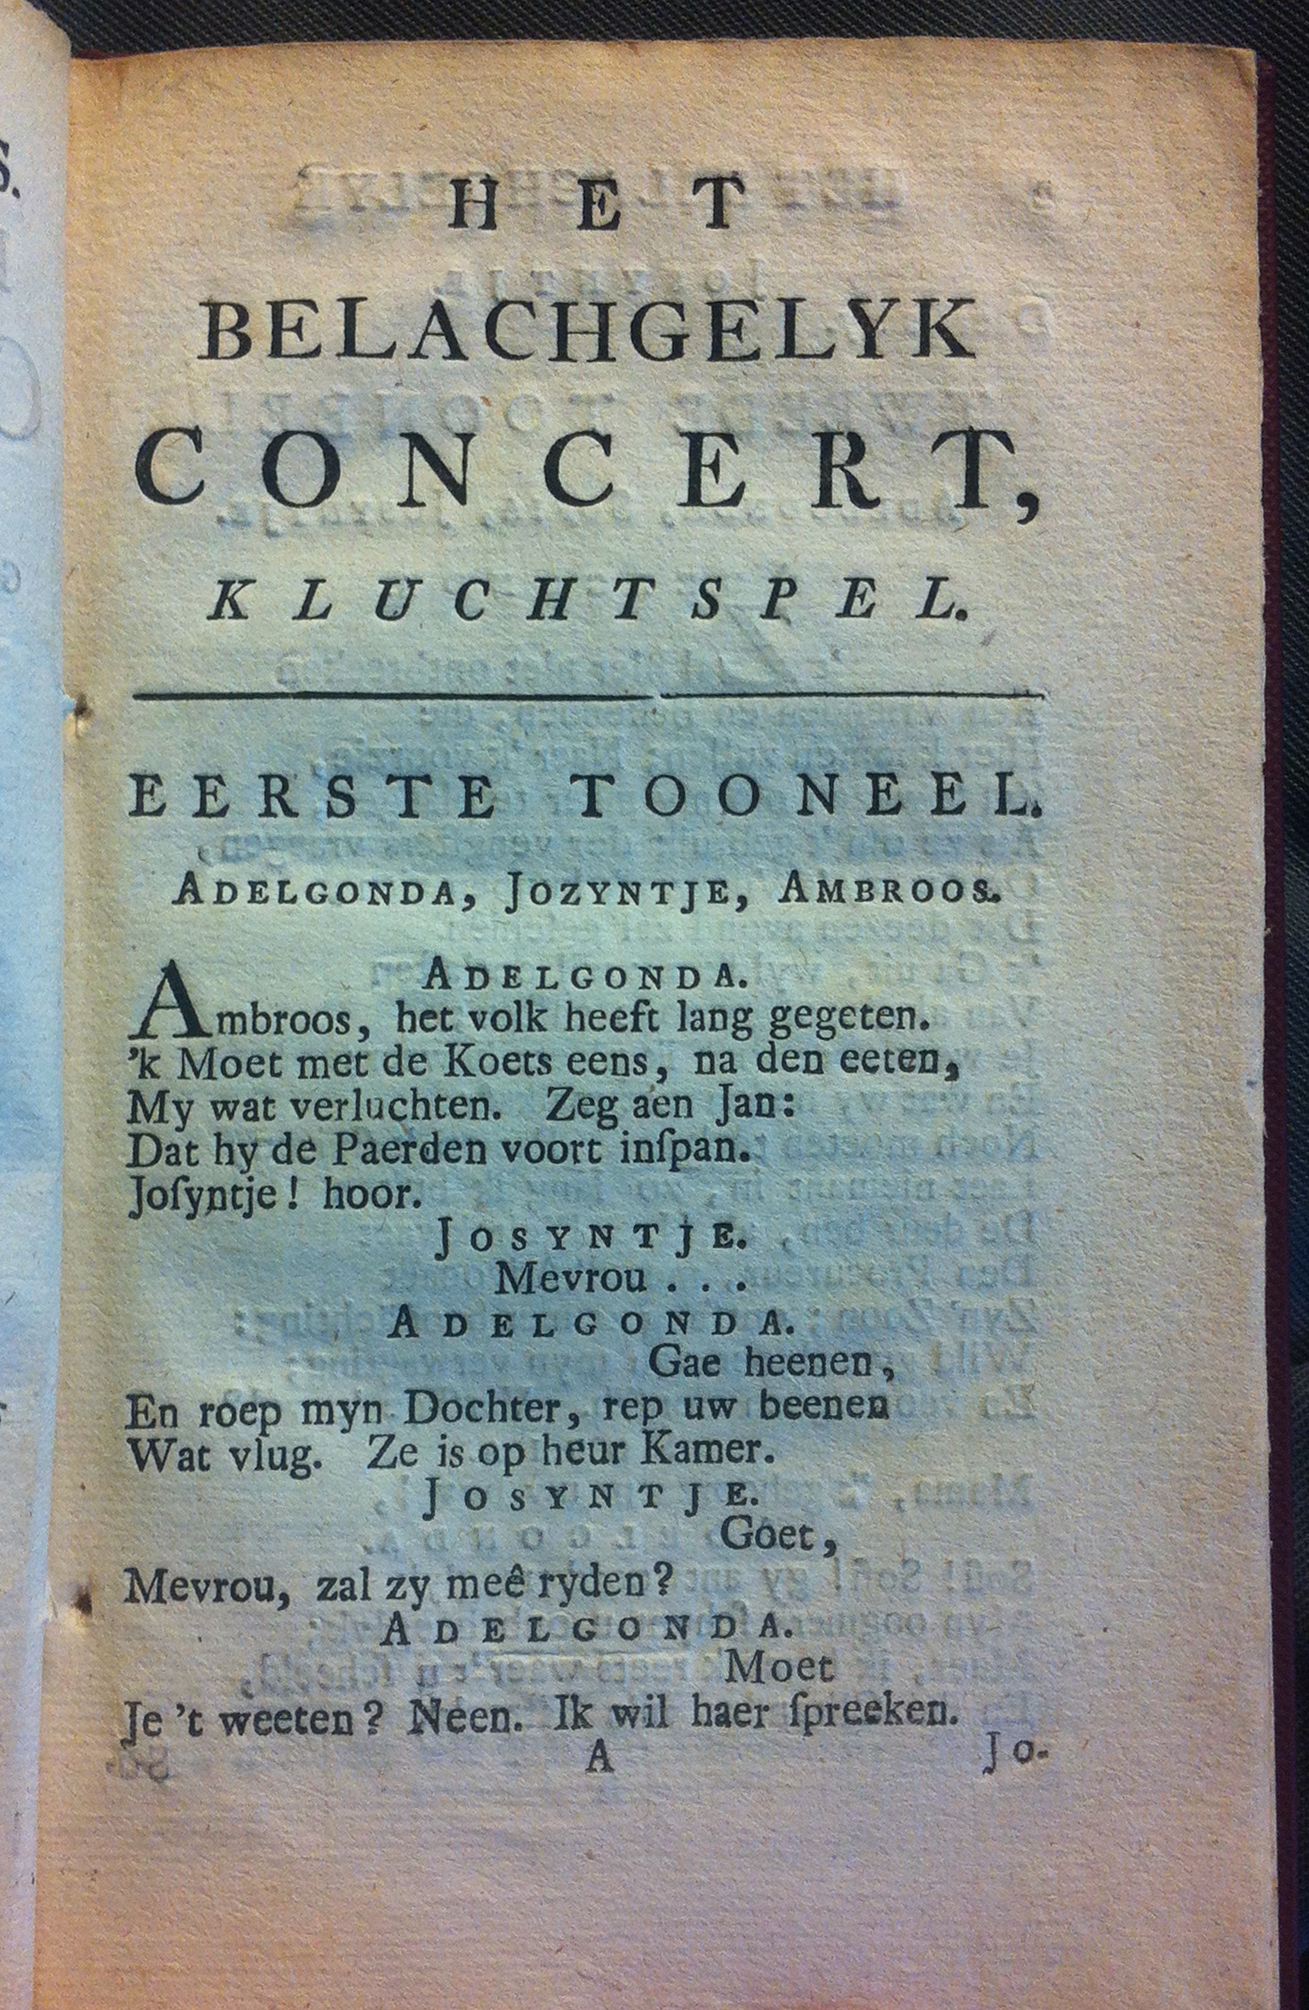 HET
BELACHGELYK
CONCERT,
KLUCHTSPEL.
EERSTE TOONEEL.
ADELGONDA, JOZYNTJE, AMBROOS.
ADELGONDA.
Ambroos, het volk heeft lang gegeten.
'k Moet met de Koets eens, na den eeten,
My wat verluchten. Zeg aen Jan:
Dat hy de Paerden voort inſpan.
Joſyntje! hoor.
JOSYNTJE.
Mevrou . . .
ADELGONDA.
Gae heenen,
En roep myn Dochter, rep uw beenen
Wat vlug. Ze is op heur Kamer.
JOSYNTJE.
Goet,
Mevrou, zal zy meê ryden?
ADELGONDA.
Moet
Je 't weeten? Neen. Ik wil haer ſpreeken.
A
Jo-